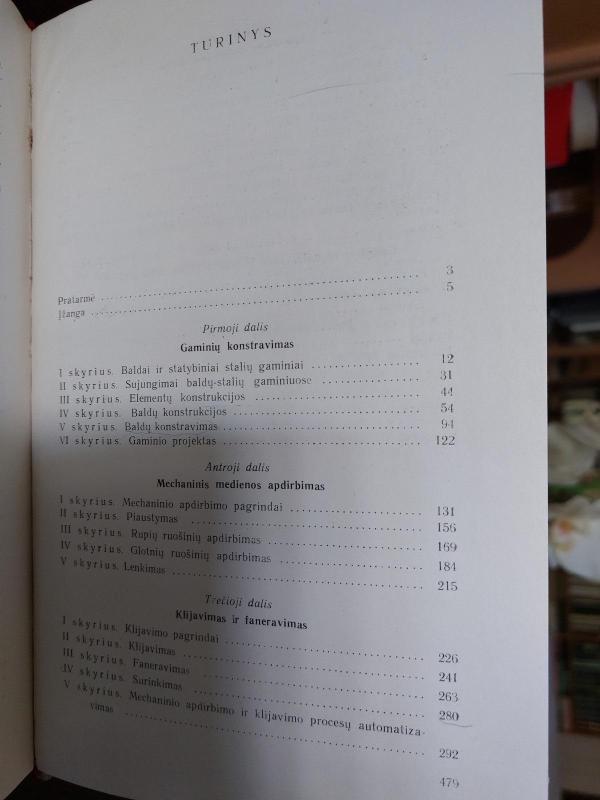 TURINYS
Pratarmė 3
Įžanga 5
Pirmoji dalis
Gaminių konstravimas
I skyrius. Baldai ir statybiniai stalių gaminiai 12
II skyrius. Sujungimai baldų-stalių gaminiuose 31
III skyrius. Elementų konstrukcijos 44
IV skyrius. Baldų konstrukcijos 54
V skyrius. Baldų konstravimas 94
VI skyrius. Gaminio projektas 122
Antroji dalis
Mechaninis medienos apdirbimas
I skyrius. Mechaninio apdirbimo pagrindai 131
II skyrius. Piaustymas 156
III skyrius. Rupių ruošinių apdirbimas 169
IV skyrius. Glotnių ruošinių apdirbimas 184
V skyrius. Lenkimas 215
Trečioji dalis
Klijavimas ir faneravimas
I skyrius. Klijavimo pagrindai 226
II skyrius. Klijavimas 241
III skyrius. Faneravimas 263
IV skyrius. Surinkimas 280
V skyrius. Mechaninio apdirbimo ir klijavimo procesų automatiza-
vimas 292
479